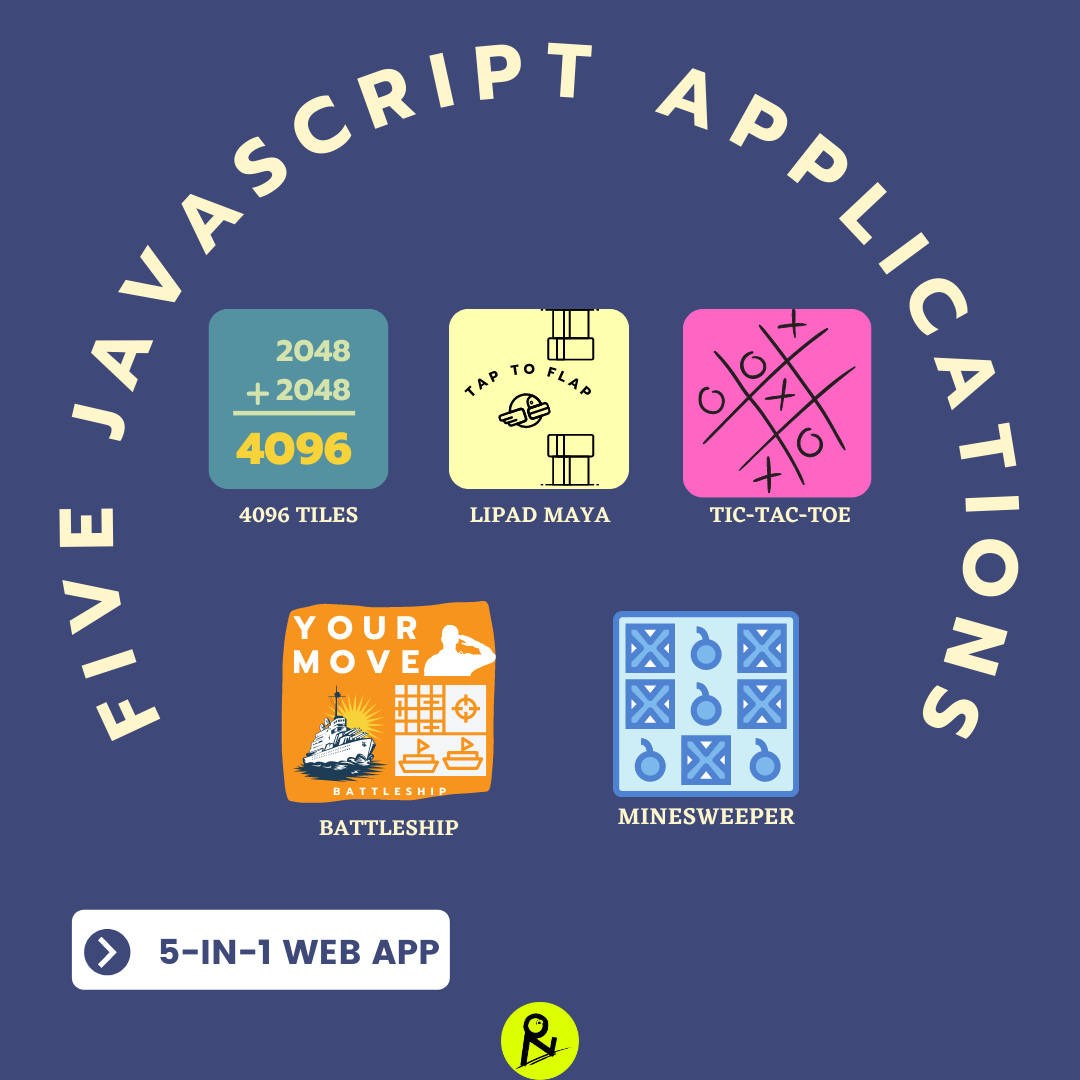 FIVE JAVASCRIPT APPLICATIONS
2048
+ 2048
4096
4096 TILES
TAP TO FLAP
LIPAD MAYA
X
O
O X
O
X
TIC-TAC-TOE
YOUR
MOVE
BATTLESHIP
BATTLESHIP
MINESWEEPER
5-IN-1 WEB APP